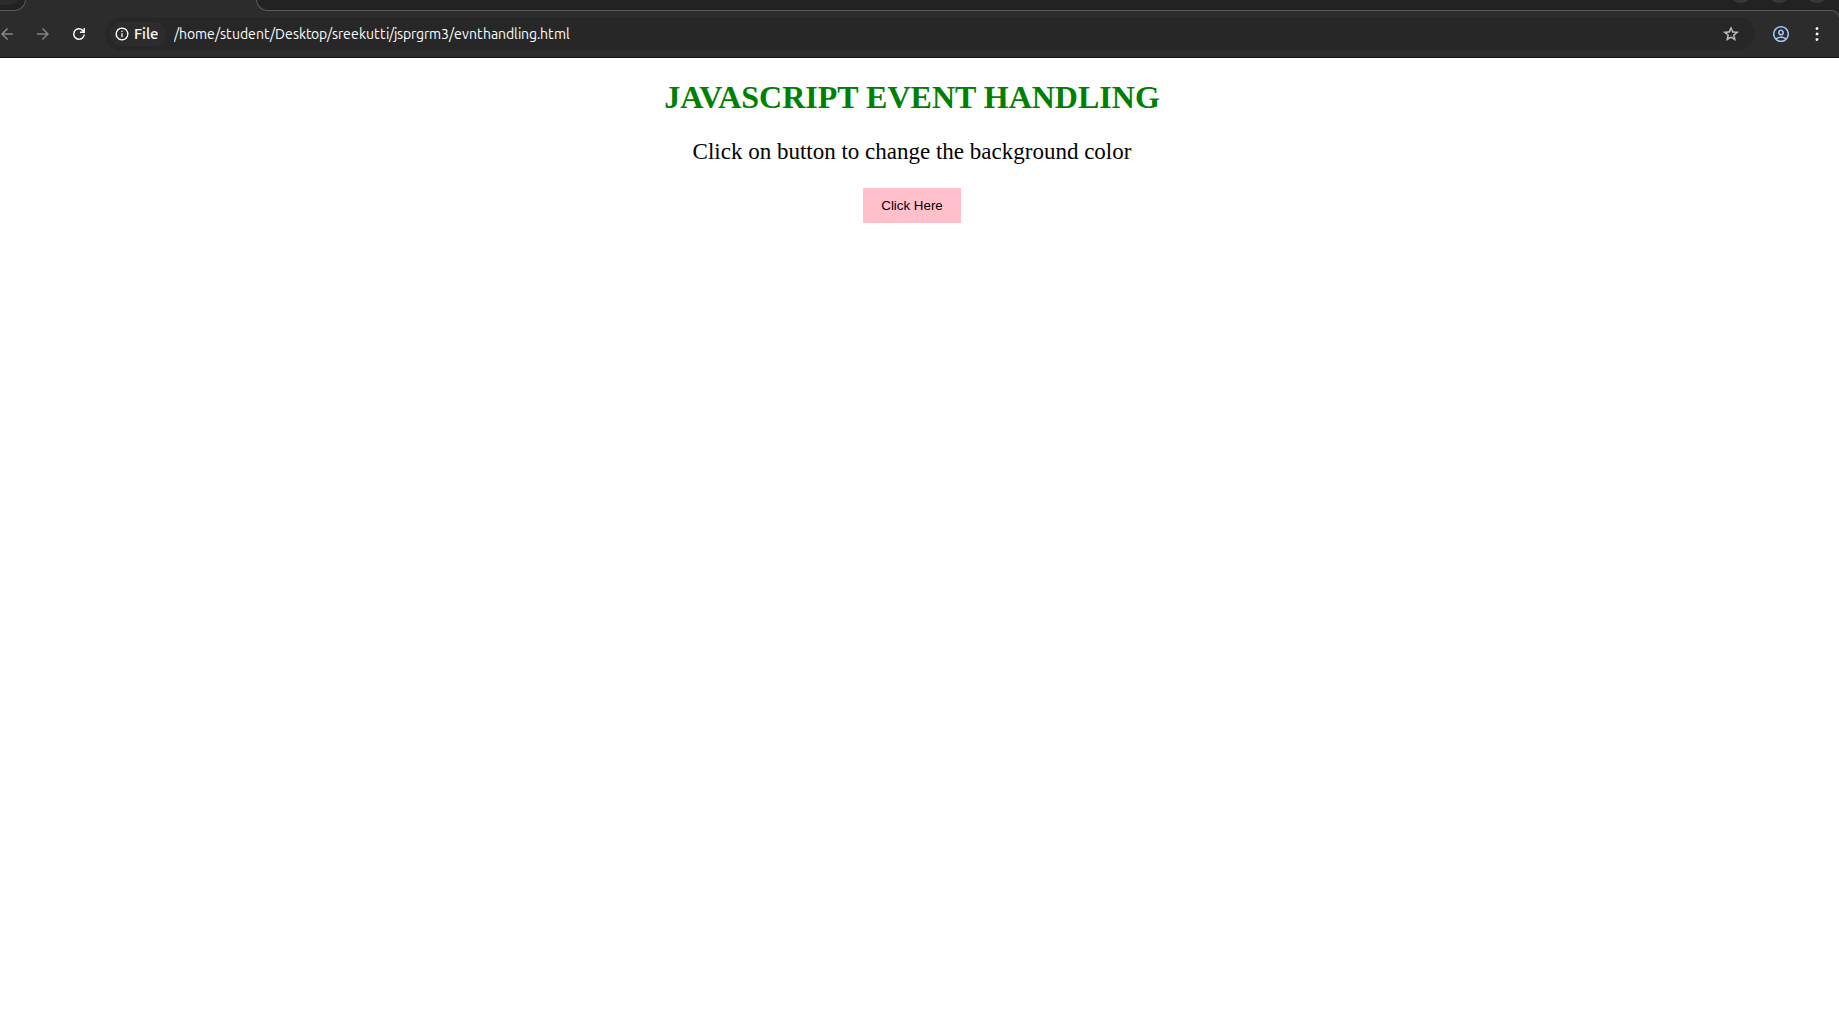 File /home/student/Desktop/sreekutti/jsprgrm3/evnthandling.html
JAVASCRIPT EVENT HANDLING
Click on button to change the background color
Click Here